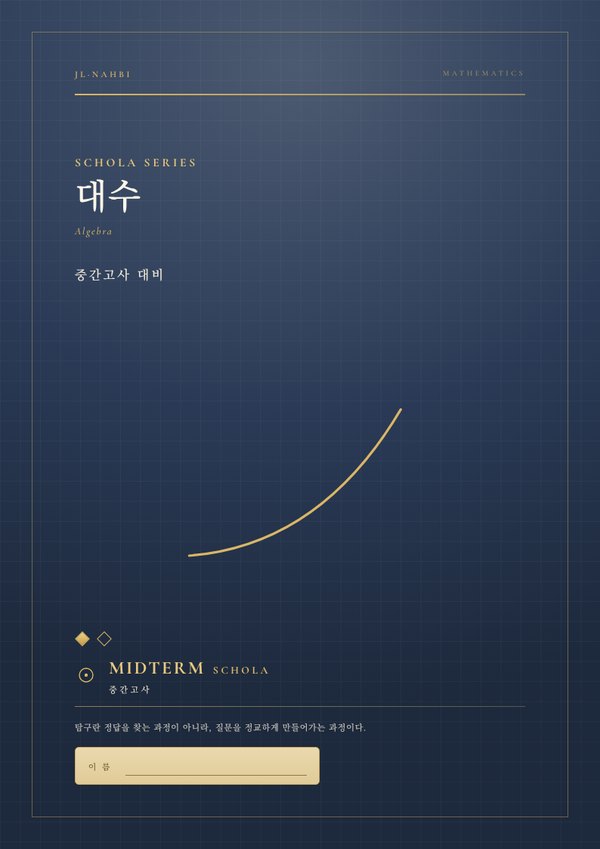 JL·NAHBI
MATHEMATICS
SCHOLA SERIES
대수
Algebra
중간고사 대비
MIDTERM SCHOLA
중간고사
탐구란 정답을 찾는 과정이 아니라, 질문을 정교하게 만들어가는 과정이다.
이 름